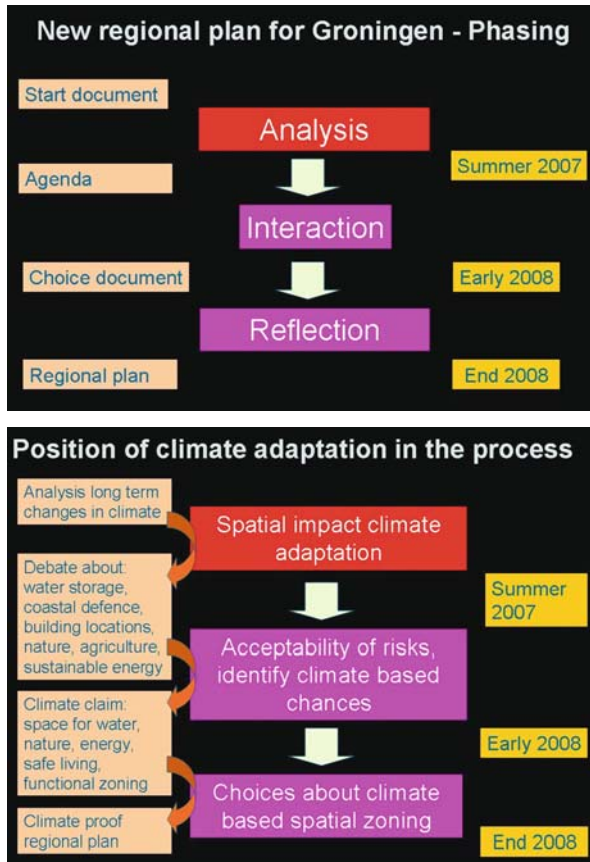 New regional plan for Groningen - Phasing
Start document
Analysis
Summer 2007
Agenda
Interaction
Choice document
Early 2008
Reflection
Regional plan
End 2008
Position of climate adaptation in the process
Analysis long term
changes in climate
Spatial impact climate
adaptation
Debate about:
water storage,
coastal defence,
building locations,
nature, agriculture,
sustainable energy
Summer
2007
Acceptability of risks,
identify climate based
chances
Climate claim:
space for water,
nature, energy,
safe living,
functional zoning
Early 2008
Choices about climate
based spatial zoning
Climate proof
regional plan
End 2008